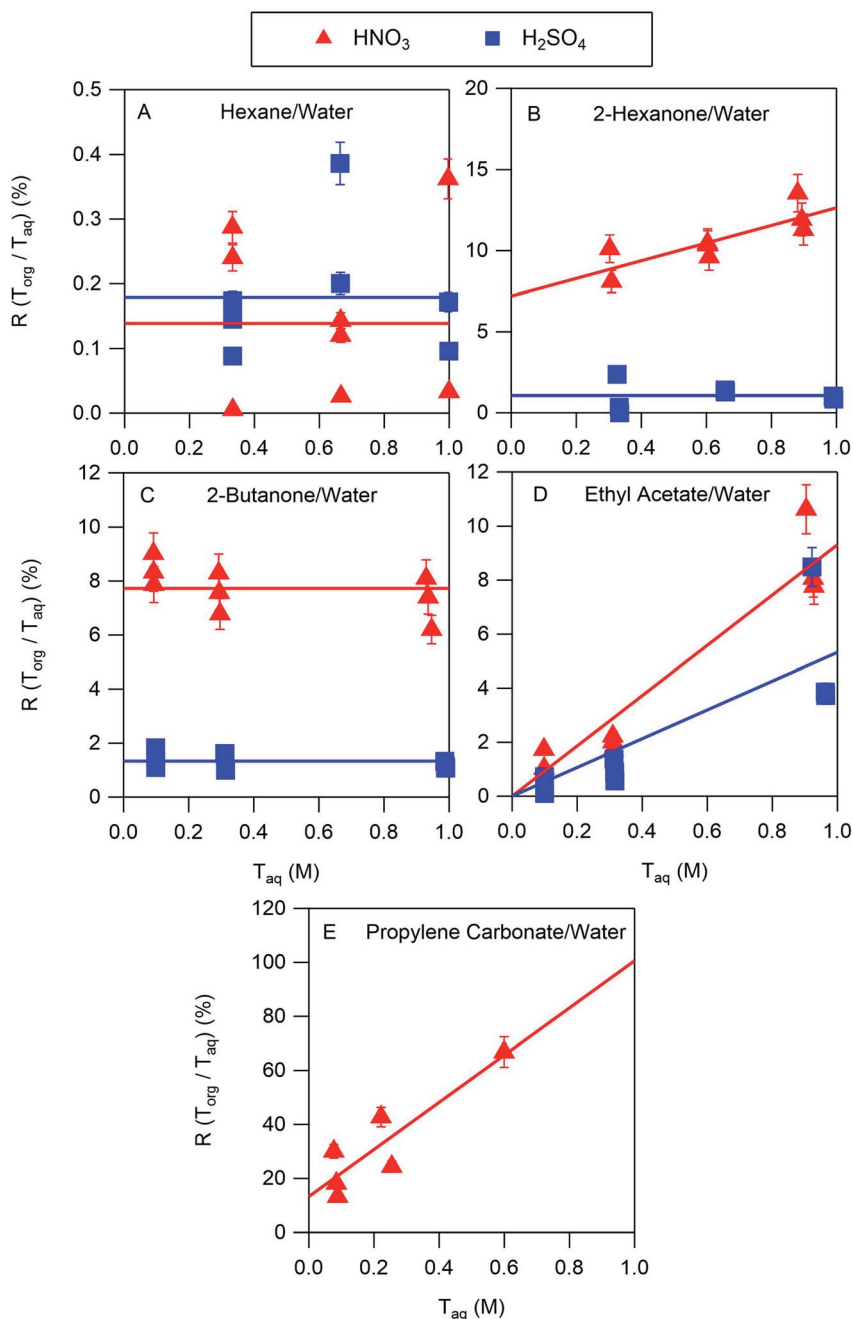 HNO3 H2SO4
A Hexane/Water
0.5
0.4
0.3
0.2
0.1
0.0
R (Torg / Taq) (%)
0.0 0.2 0.4 0.6 0.8 1.0
B 2-Hexanone/Water
20
15
10
5
0
0.0 0.2 0.4 0.6 0.8 1.0
C 2-Butanone/Water
12
10
8
6
4
2
0
R (Torg / Taq) (%)
0.0 0.2 0.4 0.6 0.8 1.0
Taq (M)
D Ethyl Acetate/Water
12
10
8
6
4
2
0
0.0 0.2 0.4 0.6 0.8 1.0
Taq (M)
E Propylene Carbonate/Water
120
100
80
60
40
20
0
R (Torg / Taq) (%)
0.0 0.2 0.4 0.6 0.8 1.0
Taq (M)